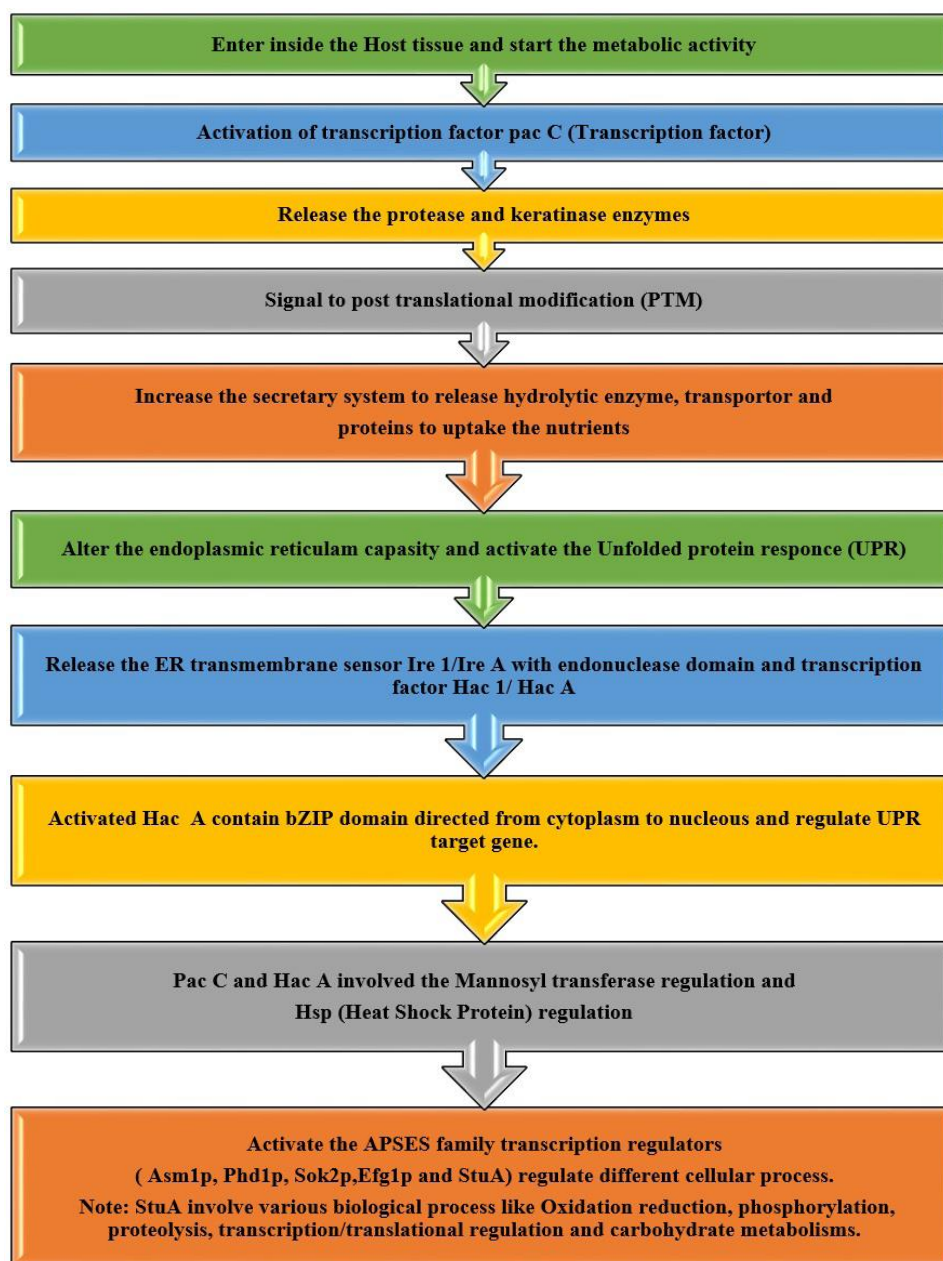 Enter inside the Host tissue and start the metabolic activity
Activation of transcription factor pac C (Transcription factor)
Release the protease and keratinase enzymes
Signal to post translational modification (PTM)
Increase the secretary system to release hydrolytic enzyme, transportor and
proteins to uptake the nutrients
Alter the endoplasmic reticulam capasity and activate the Unfolded protein responce (UPR)
Release the ER transmembrane sensor Ire 1/Ire A with endonuclease domain and transcription
factor Hac 1/ Hac A
Activated Hac  A contain bZIP domain directed from cytoplasm to nucleous and regulate UPR
target gene.
Pac C and Hac A involved the Mannosyl transferase regulation and
Hsp (Heat Shock Protein) regulation
Activate the APSES family transcription regulators
( Asm1p, Phd1p, Sok2p,Efg1p and StuA) regulate different cellular process.
Note: StuA involve various biological process like Oxidation reduction, phosphorylation,
proteolysis, transcription/translational regulation and carbohydrate metabolisms.